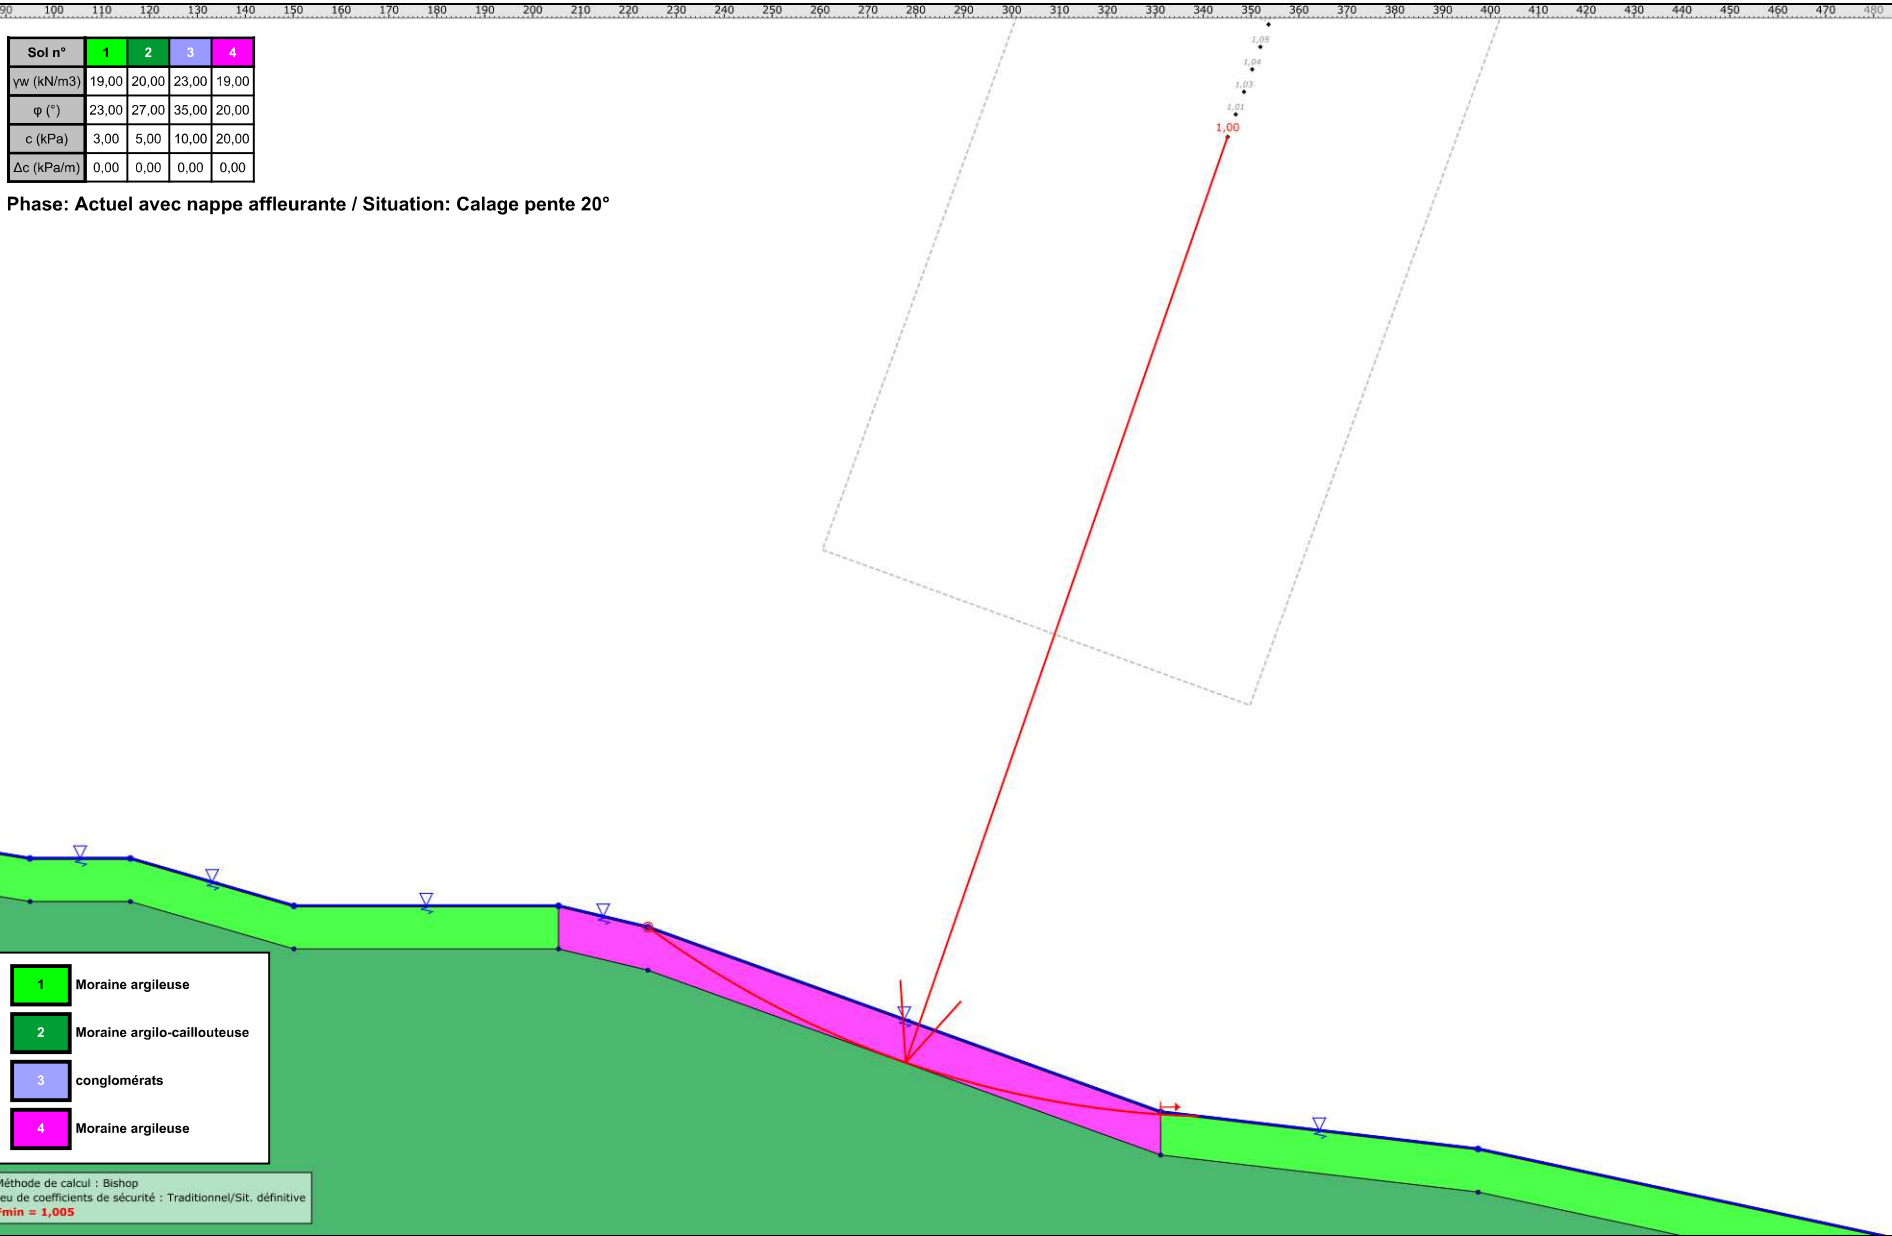 90 100 110 120 130 140 150 160 170 180 190 200 210 220 230 240 250 260 270 280 290 300 310 320 330 340 350 360 370 380 390 400 410 420 430 440 450 460 470 480
Sol n° 1 2 3 4
γw (kN/m3) 19,00 20,00 23,00 19,00
φ (°) 23,00 27,00 35,00 20,00
c (kPa) 3,00 5,00 10,00 20,00
Δc (kPa/m) 0,00 0,00 0,00 0,00
Phase: Actuel avec nappe affleurante / Situation: Calage pente 20°
1,05
1,04
1,03
1,01
1,00
1 Moraine argileuse
2 Moraine argilo-caillouteuse
3 conglomérats
4 Moraine argileuse
Méthode de calcul : Bishop
eu de coefficients de sécurité : Traditionnel/Sit. définitive
Fmin = 1,005